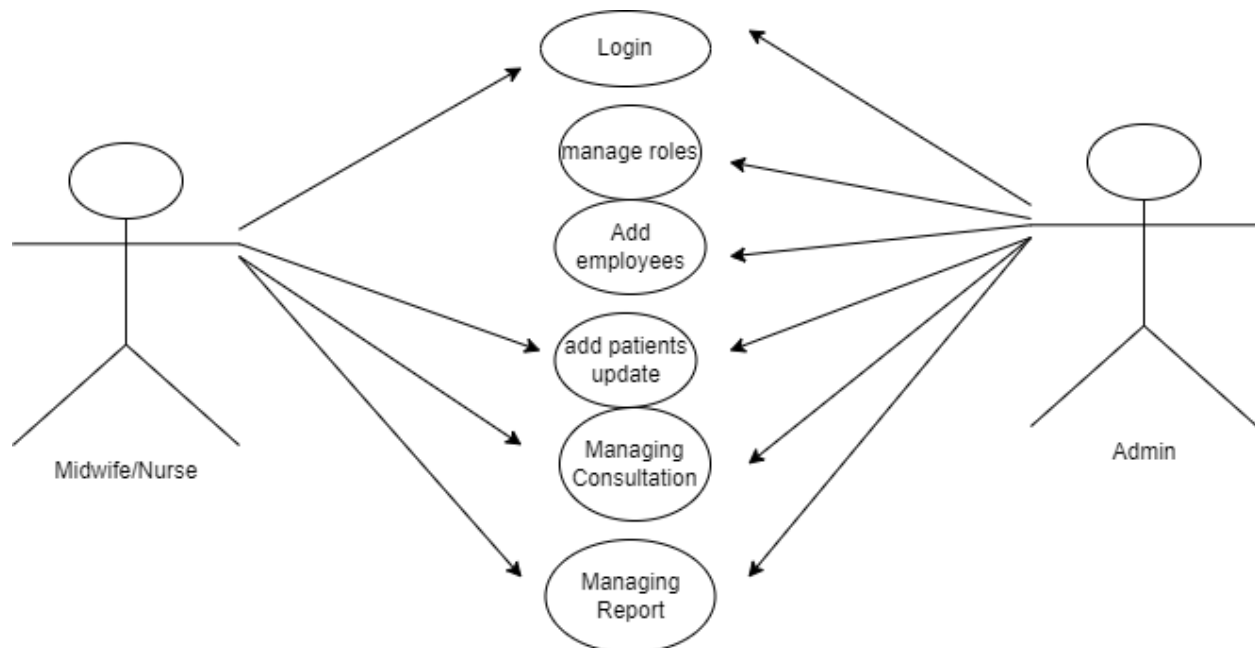 Login
manage roles
Add
employees
add patients
update
Managing
Consultation
Managing
Report
Midwife/Nurse
Admin